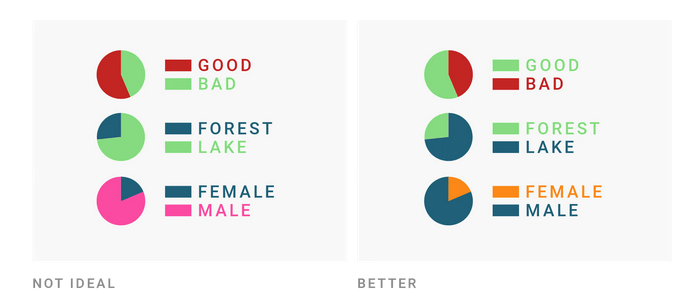 GOOD
BAD
FOREST
LAKE
FEMALE
MALE
NOT IDEAL
GOOD
BAD
FOREST
LAKE
FEMALE
MALE
BETTER